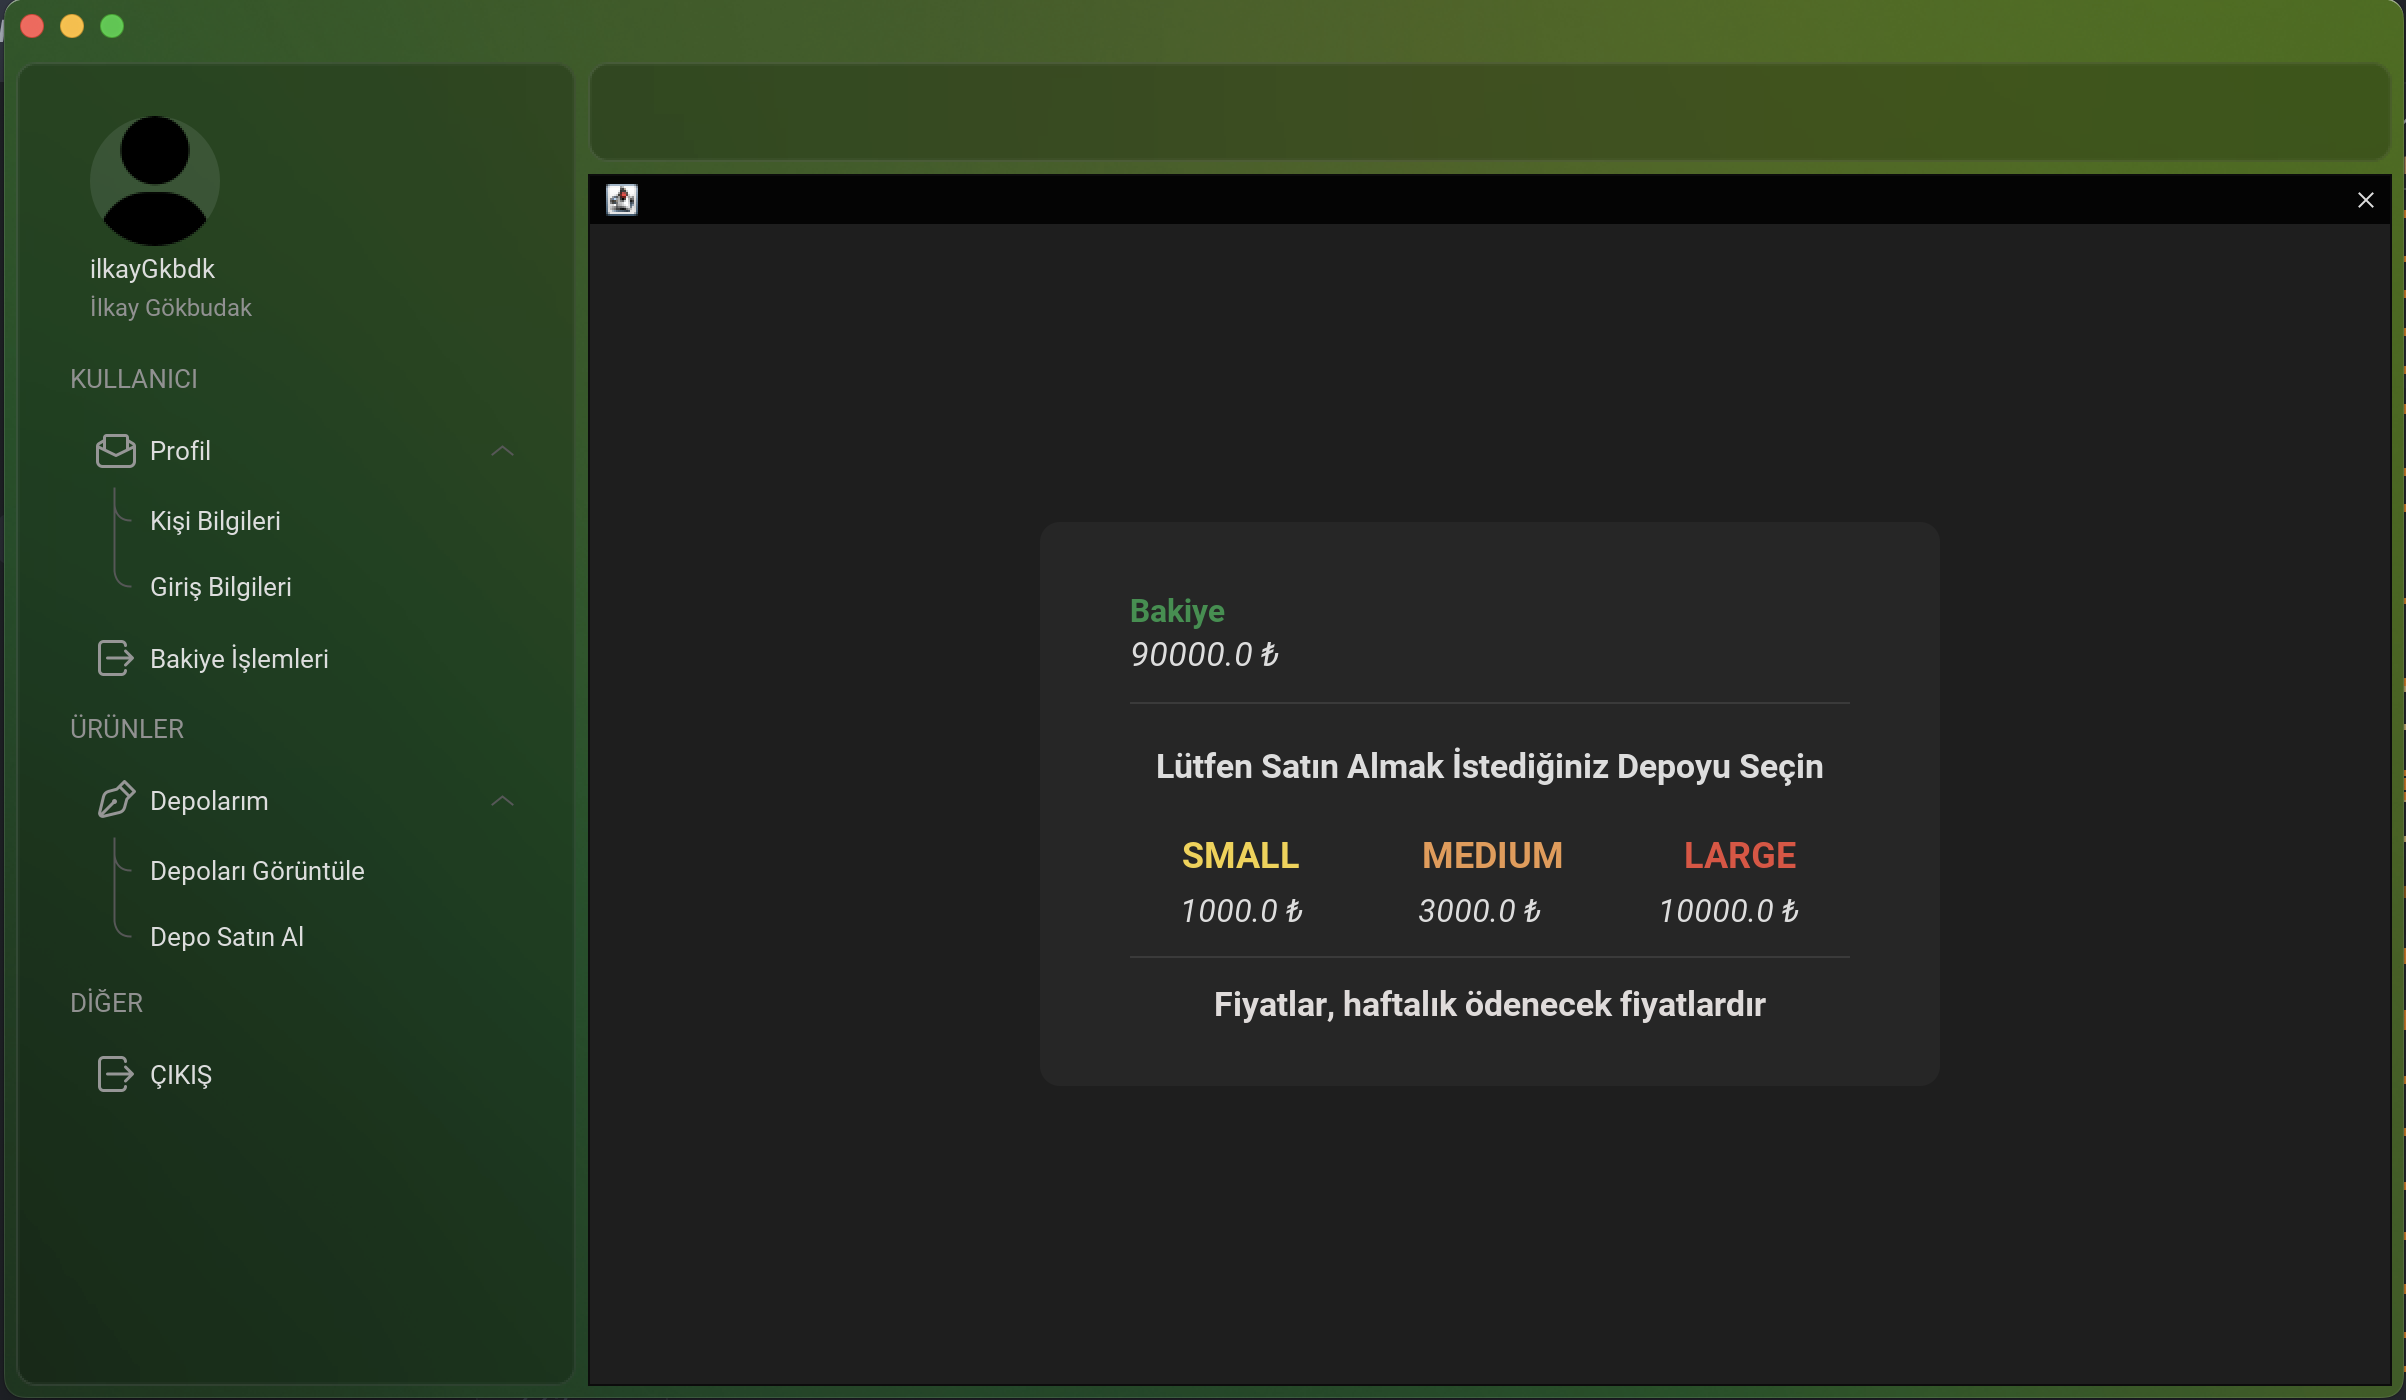 ilkayGkbdk
İlkay Gökbudak
KULLANICI
Profil
Kişi Bilgileri
Giriş Bilgileri
Bakiye İşlemleri
ÜRÜNLER
Depolarım
Depoları Görüntüle
Depo Satın Al
DİĞER
ÇIKIŞ
Bakiye
90000.0 ₺
Lütfen Satın Almak İstediğiniz Depoyu Seçin
SMALL MEDIUM LARGE
1000.0 ₺ 3000.0 ₺ 10000.0 ₺
Fiyatlar, haftalık ödenecek fiyatlardır